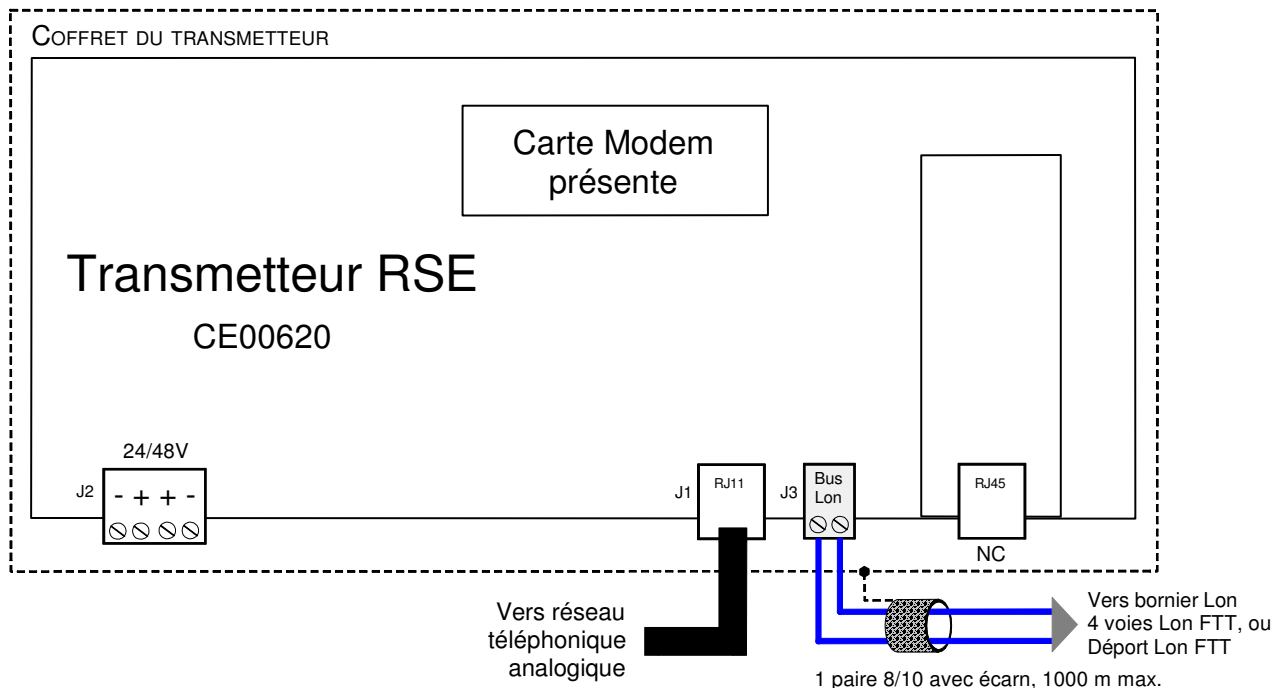 COFFRET DU TRANSMETTEUR
Carte Modem
présente
Transmetteur RSE
CE00620
24/48V
J2
- + + -
J1
RJ11
J3
Bus
Lon
RJ45
NC
Vers réseau
téléphonique
analogique
Vers bornier Lon
4 voies Lon FTT, ou
Déport Lon FTT
1 paire 8/10 avec écarn, 1000 m max.